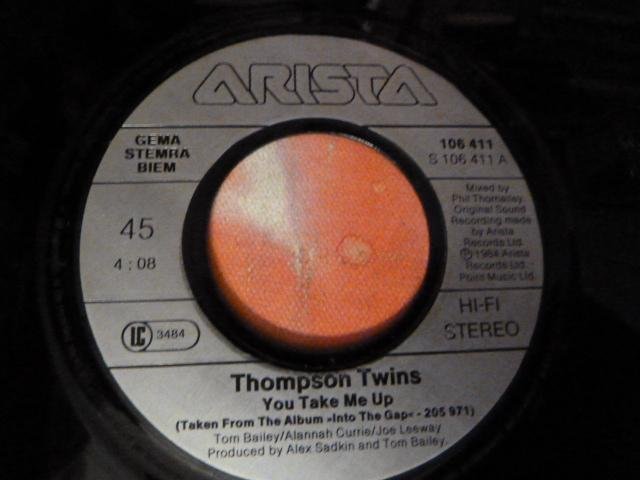 ARISTA
GEMA
STEMRA
BIEM
106 411
S 106 411 A
45
4:08
Mixed by
Phil Thornalley.
Original Sound
Recording made
by Arista
Records Ltd.
Ⓟ 1984 Arista
Records Ltd.-
Point Music Ltd.
LC 3484
HI-FI
STEREO
Thompson Twins
You Take Me Up
(Taken From The Album »Into The Gap« - 205 971)
Tom Bailey/Alannah Currie/Joe Leeway
Produced by Alex Sadkin and Tom Bailey.